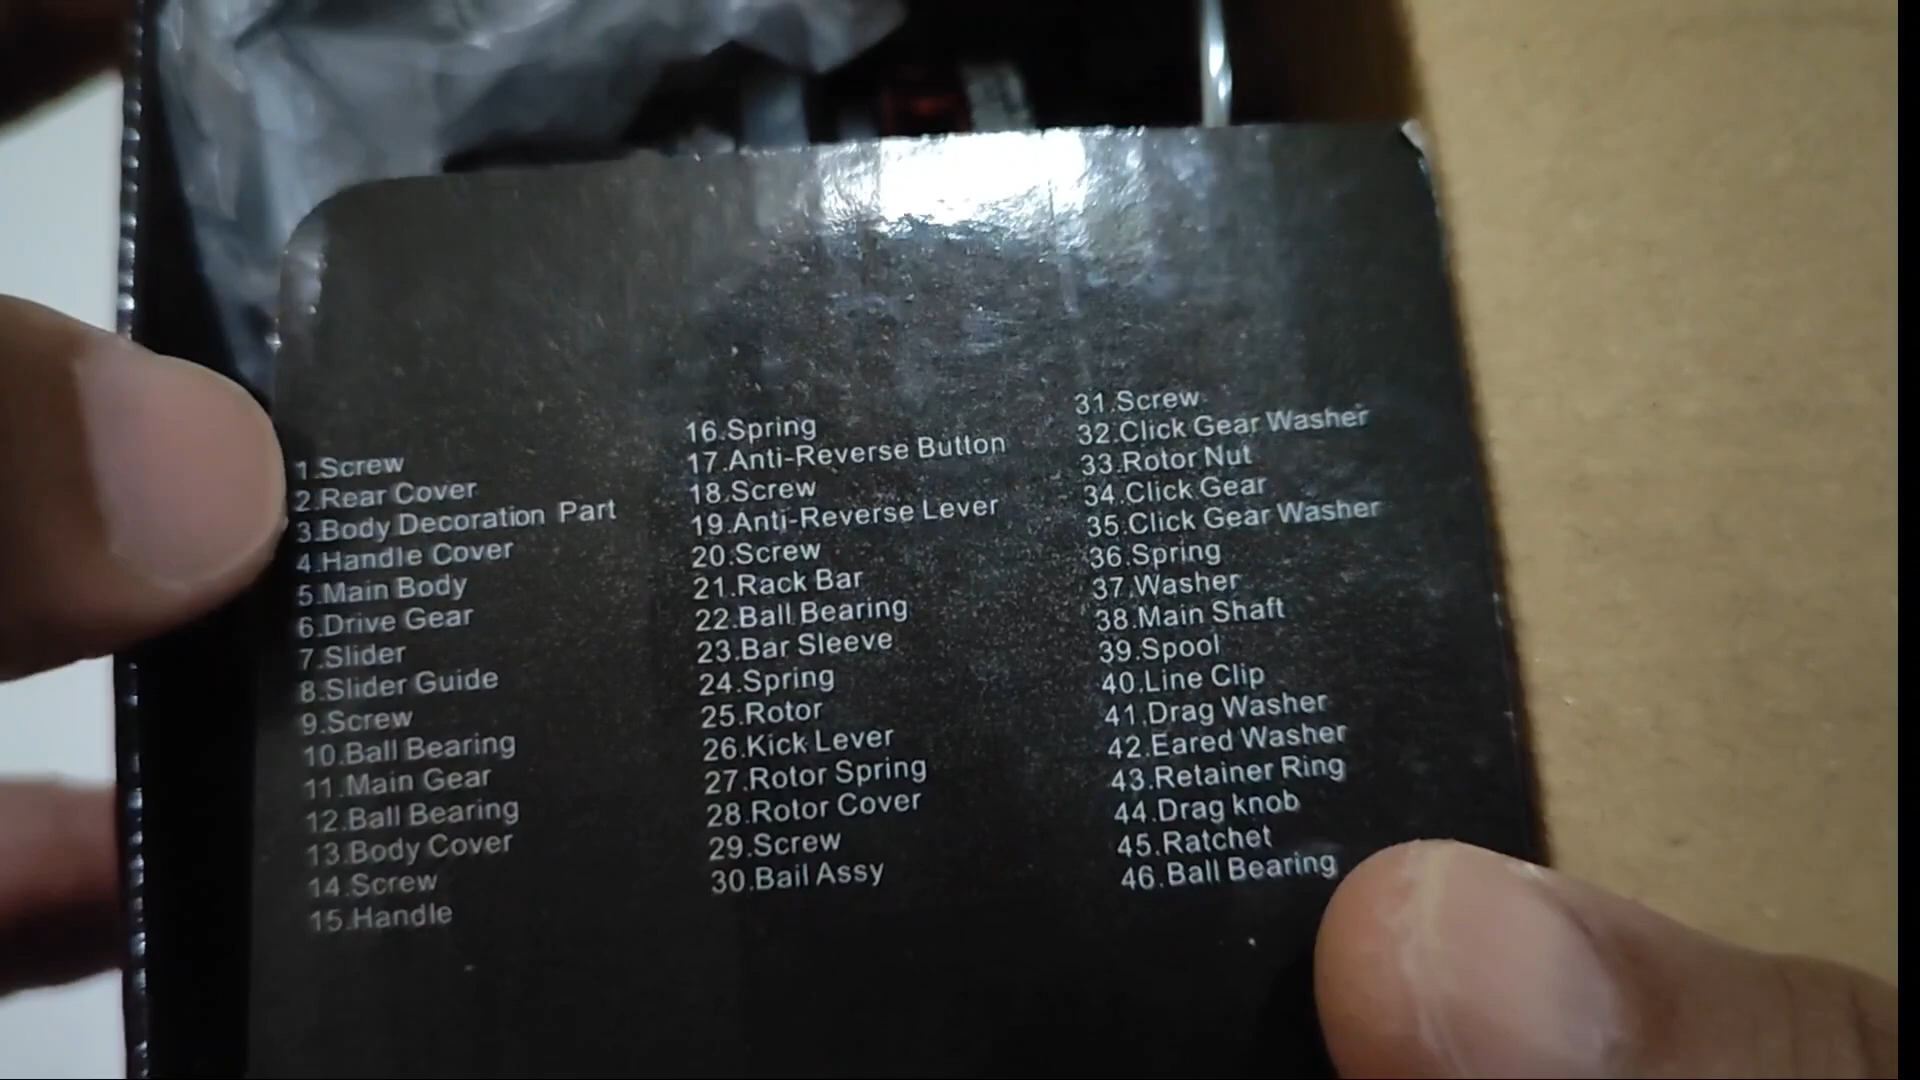 1.Screw
2.Rear Cover
3.Body Decoration Part
4.Handle Cover
5.Main Body
6.Drive Gear
7.Slider
8.Slider Guide
9.Screw
10.Ball Bearing
11.Main Gear
12.Ball Bearing
13.Body Cover
14.Screw
15.Handle
16.Spring
17.Anti-Reverse Button
18.Screw
19.Anti-Reverse Lever
20.Screw
21.Rack Bar
22.Ball Bearing
23.Bar Sleeve
24.Spring
25.Rotor
26.Kick Lever
27.Rotor Spring
28.Rotor Cover
29.Screw
30.Bail Assy
31.Screw
32.Click Gear Washer
33.Rotor Nut
34.Click Gear
35.Click Gear Washer
36.Spring
37.Washer
38.Main Shaft
39.Spool
40.Line Clip
41.Drag Washer
42.Eared Washer
43.Retainer Ring
44.Drag knob
45.Ratchet
46.Ball Bearing